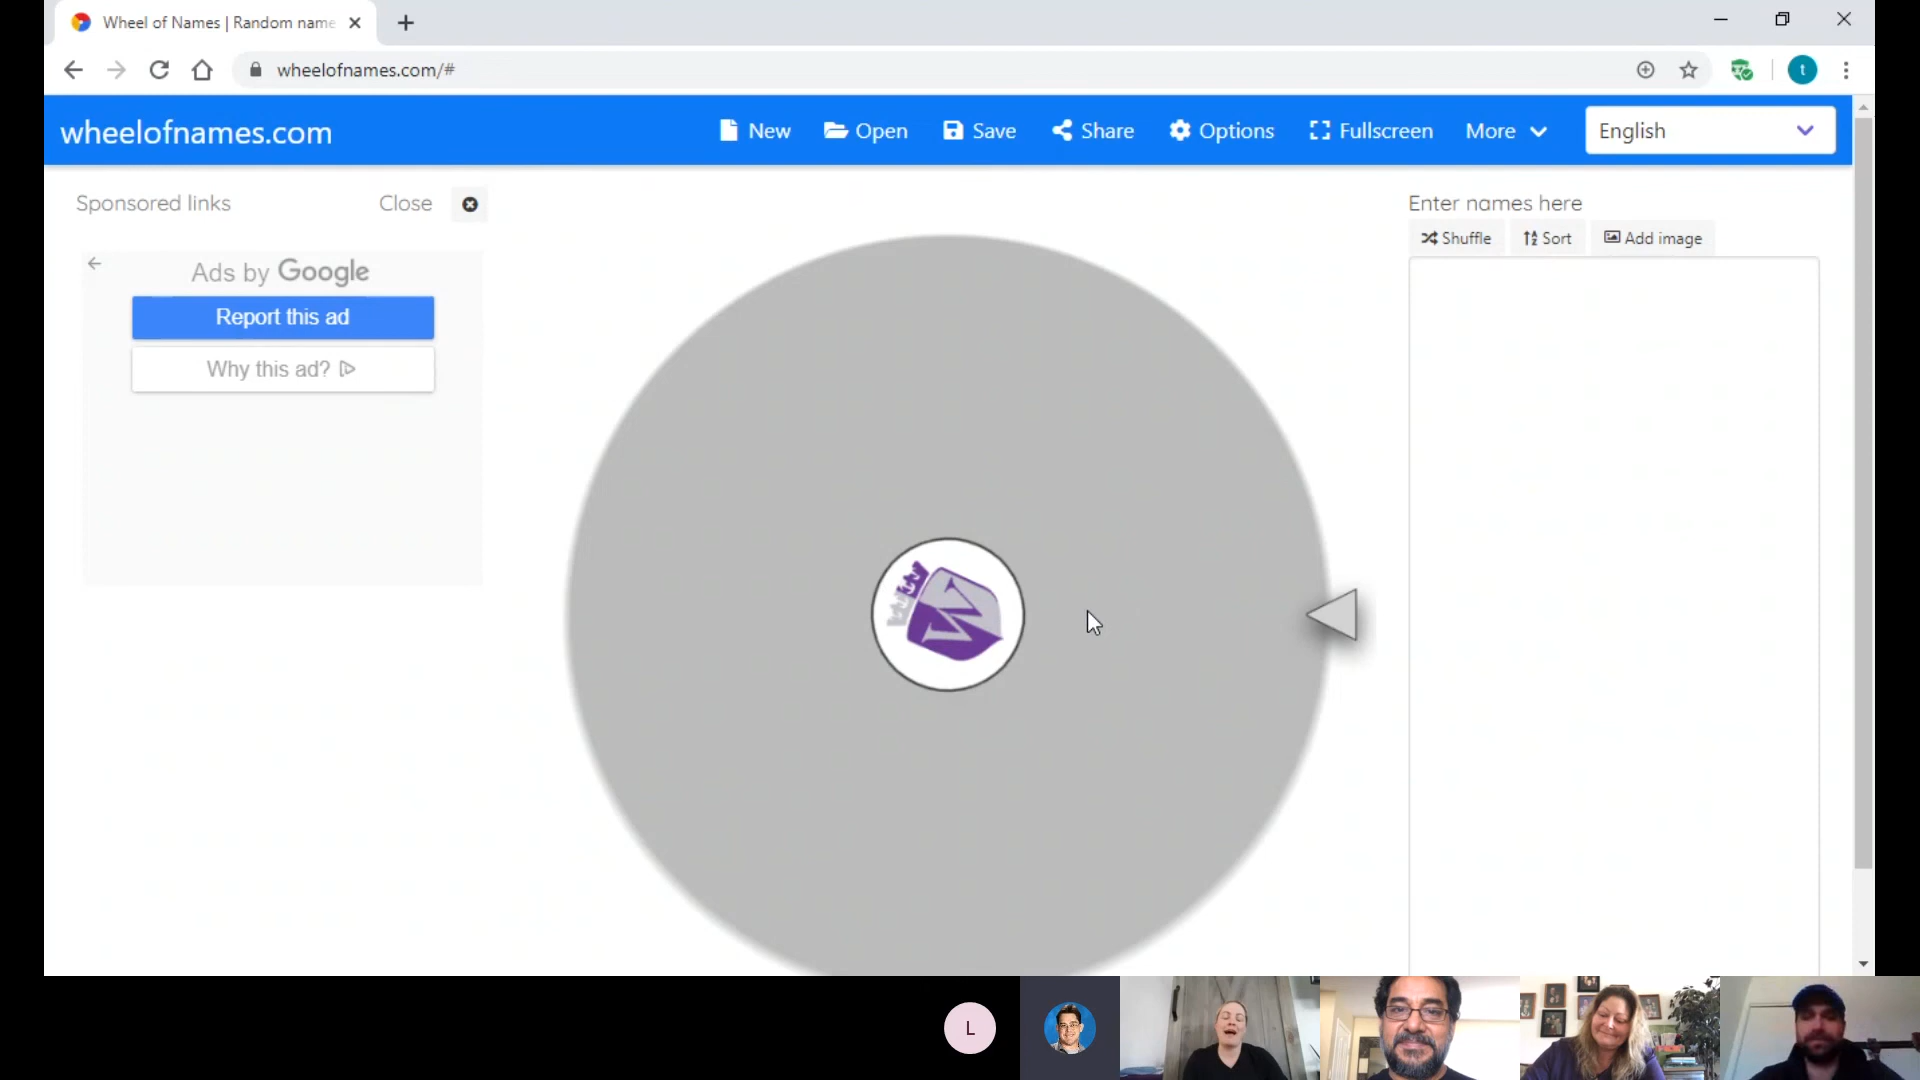 Wheel of Names | Random name
wheelofnames.com/#
t
wheelofnames.com
New
Open
Save
Share
Options
Fullscreen
More
English
Sponsored links
Close
Enter names here
Shuffle
Sort
Add image
Ads by Google
Report this ad
Why this ad?
W
L